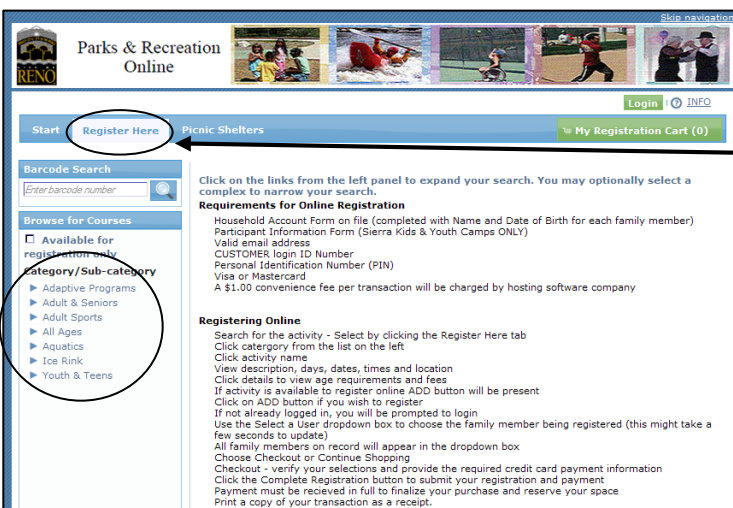 Skip navigation
Parks & Recreation
Online
RENO
Login
INFO
Start
Register Here
Picnic Shelters
My Registration Cart (0)
Barcode Search
Enter barcode number
Browse for Courses
Available for
registration only
Category/Sub-category
Adaptive Programs
Adult & Seniors
Adult Sports
All Ages
Aquatics
Ice Rink
Youth & Teens
Click on the links from the left panel to expand your search. You may optionally select a
complex to narrow your search.
Requirements for Online Registration
Household Account Form on file (completed with Name and Date of Birth for each family member)
Participant Information Form (Sierra Kids & Youth Camps ONLY)
Valid email address
CUSTOMER login ID Number
Personal Identification Number (PIN)
Visa or Mastercard
A $1.00 convenience fee per transaction will be charged by hosting software company
Registering Online
Search for the activity - Select by clicking the Register Here tab
Click catergory from the list on the left
Click activity name
View description, days, dates, times and location
Click details to view age requirements and fees
If activity is available to register online ADD button will be present
Click on ADD button if you wish to register
If not already logged in, you will be prompted to login
Use the Select a User dropdown box to choose the family member being registered (this might take a
few seconds to update)
All family members on record will appear in the dropdown box
Choose Checkout or Continue Shopping
Checkout - verify your selections and provide the required credit card payment information
Click the Complete Registration button to submit your registration and payment
Payment must be recieved in full to finalize your purchase and reserve your space
Print a copy of your transaction as a receipt.